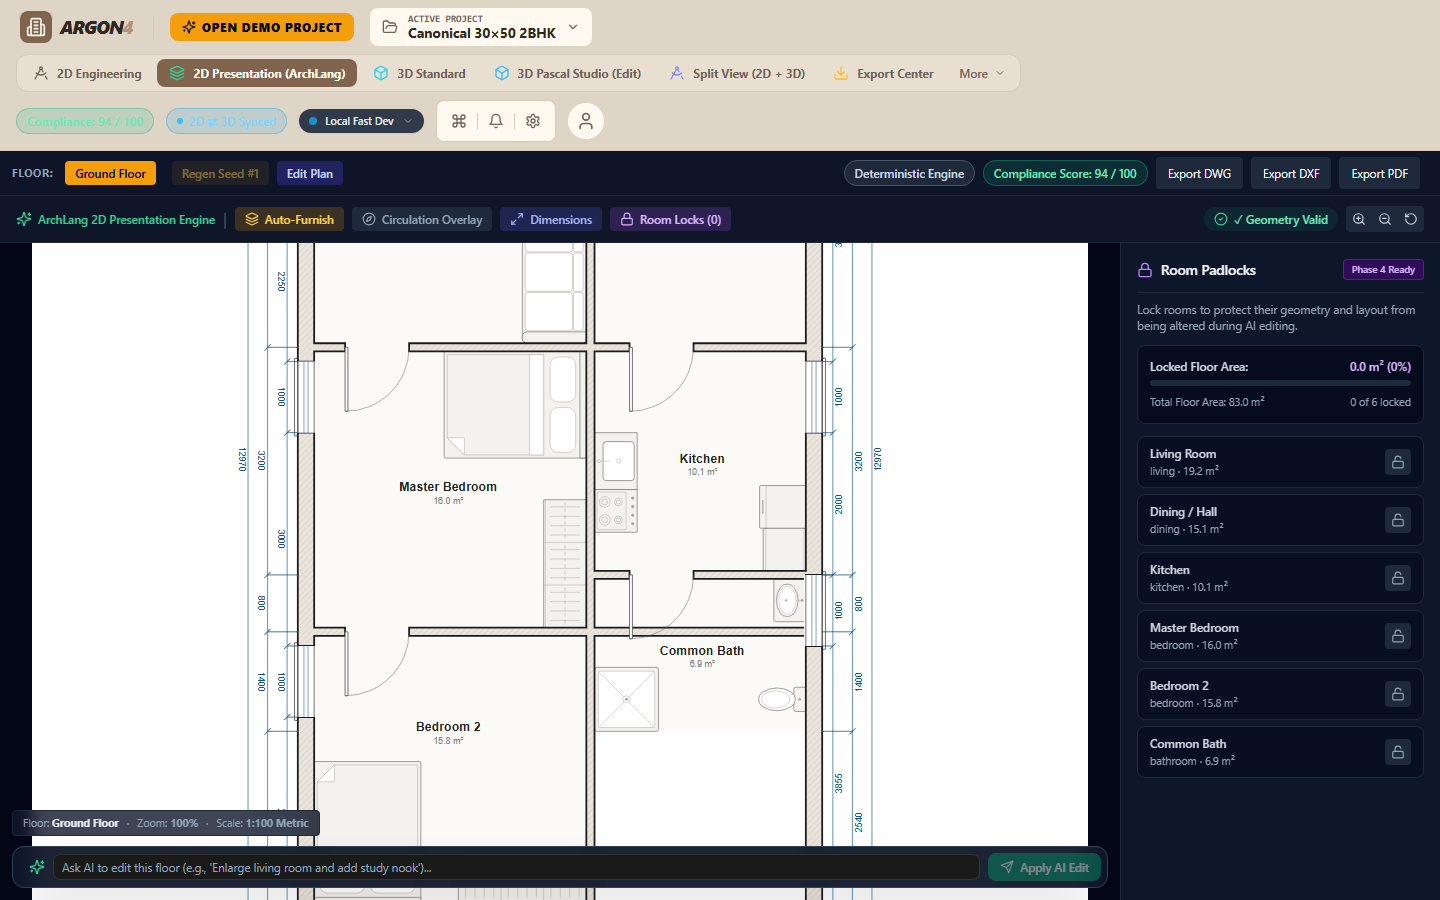 ARGON4
OPEN DEMO PROJECT
ACTIVE PROJECT
Canonical 30×50 2BHK
2D Engineering
2D Presentation (ArchLang)
3D Standard
3D Pascal Studio (Edit)
Split View (2D + 3D)
Export Center
More
Compliance: 94 / 100
2D ⇄ 3D Synced
Local Fast Dev
FLOOR:
Ground Floor
Regen Seed #1
Edit Plan
Deterministic Engine
Compliance Score: 94 / 100
Export DWG
Export DXF
Export PDF
ArchLang 2D Presentation Engine
Auto-Furnish
Circulation Overlay
Dimensions
Room Locks (0)
✓ Geometry Valid
2250
1000
12970
3200
3000
800
1400
1000
Master Bedroom
16.0 m²
Kitchen
10.1 m²
Common Bath
6.9 m²
Bedroom 2
15.8 m²
1000
3200
12970
2000
1000
800
1400
3855
2540
Room Padlocks
Phase 4 Ready
Lock rooms to protect their geometry and layout from
being altered during AI editing.
Locked Floor Area:
0.0 m² (0%)
Total Floor Area: 83.0 m²
0 of 6 locked
Living Room
living · 19.2 m²
Dining / Hall
dining · 15.1 m²
Kitchen
kitchen · 10.1 m²
Master Bedroom
bedroom · 16.0 m²
Bedroom 2
bedroom · 15.8 m²
Common Bath
bathroom · 6.9 m²
Floor: Ground Floor · Zoom: 100% · Scale: 1:100 Metric
Ask AI to edit this floor (e.g., 'Enlarge living room and add study nook')...
Apply AI Edit